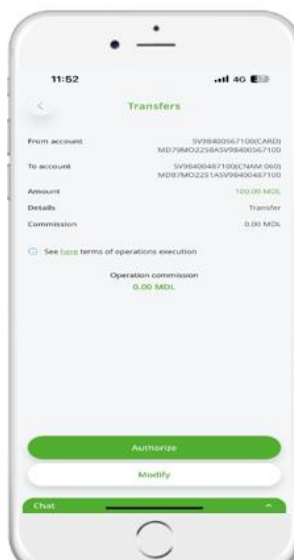 11:52
4G
Transfers
From account
SV98400567100(CARD)
MD79MO2258ASV98400567100
To account
SV98400487100(CNAM 060)
MD87MO2251ASV98400487100
Amount
100.00 MDL
Details
Transfer
Commission
0.00 MDL
See here terms of operations execution
Operation commission
0.00 MDL
Authorize
Modify
Chat